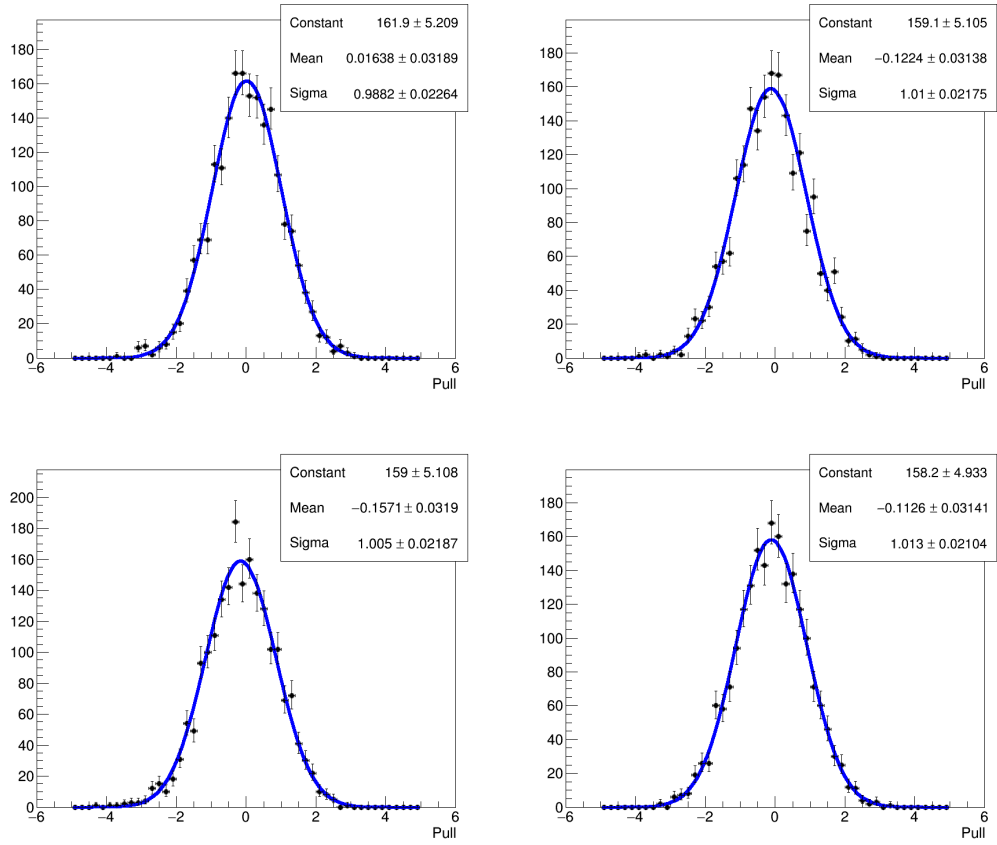 Constant 161.9 ± 5.209
Mean 0.01638 ± 0.03189
Sigma 0.9882 ± 0.02264
180
160
140
120
100
80
60
40
20
0
−6 −4 −2 0 2 4 6
Pull
Constant 159.1 ± 5.105
Mean −0.1224 ± 0.03138
Sigma 1.01 ± 0.02175
180
160
140
120
100
80
60
40
20
0
−6 −4 −2 0 2 4 6
Pull
Constant 159 ± 5.108
Mean −0.1571 ± 0.0319
Sigma 1.005 ± 0.02187
200
180
160
140
120
100
80
60
40
20
0
−6 −4 −2 0 2 4 6
Pull
Constant 158.2 ± 4.933
Mean −0.1126 ± 0.03141
Sigma 1.013 ± 0.02104
180
160
140
120
100
80
60
40
20
0
−6 −4 −2 0 2 4 6
Pull